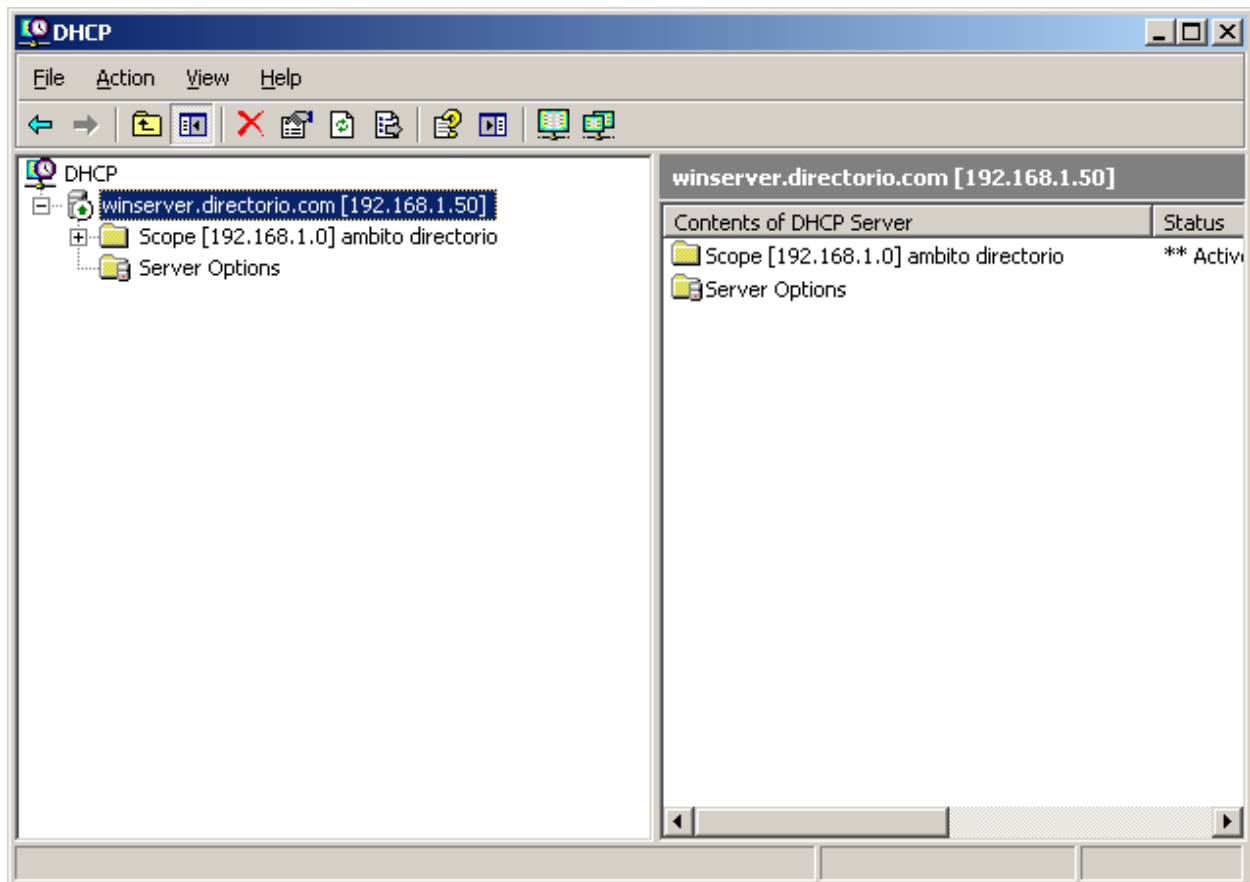 DHCP
File Action View Help
DHCP
winserver.directorio.com [192.168.1.50]
Scope [192.168.1.0] ambito directorio
Server Options
winserver.directorio.com [192.168.1.50]
Contents of DHCP Server Status
Scope [192.168.1.0] ambito directorio ** Activ
Server Options